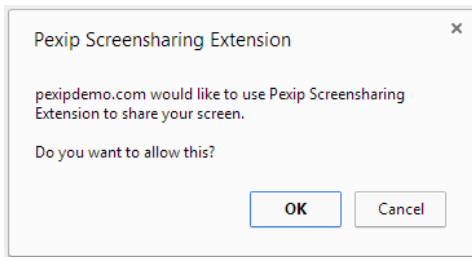 Pexip Screensharing Extension
pexipdemo.com would like to use Pexip Screensharing
Extension to share your screen.
Do you want to allow this?
OK
Cancel